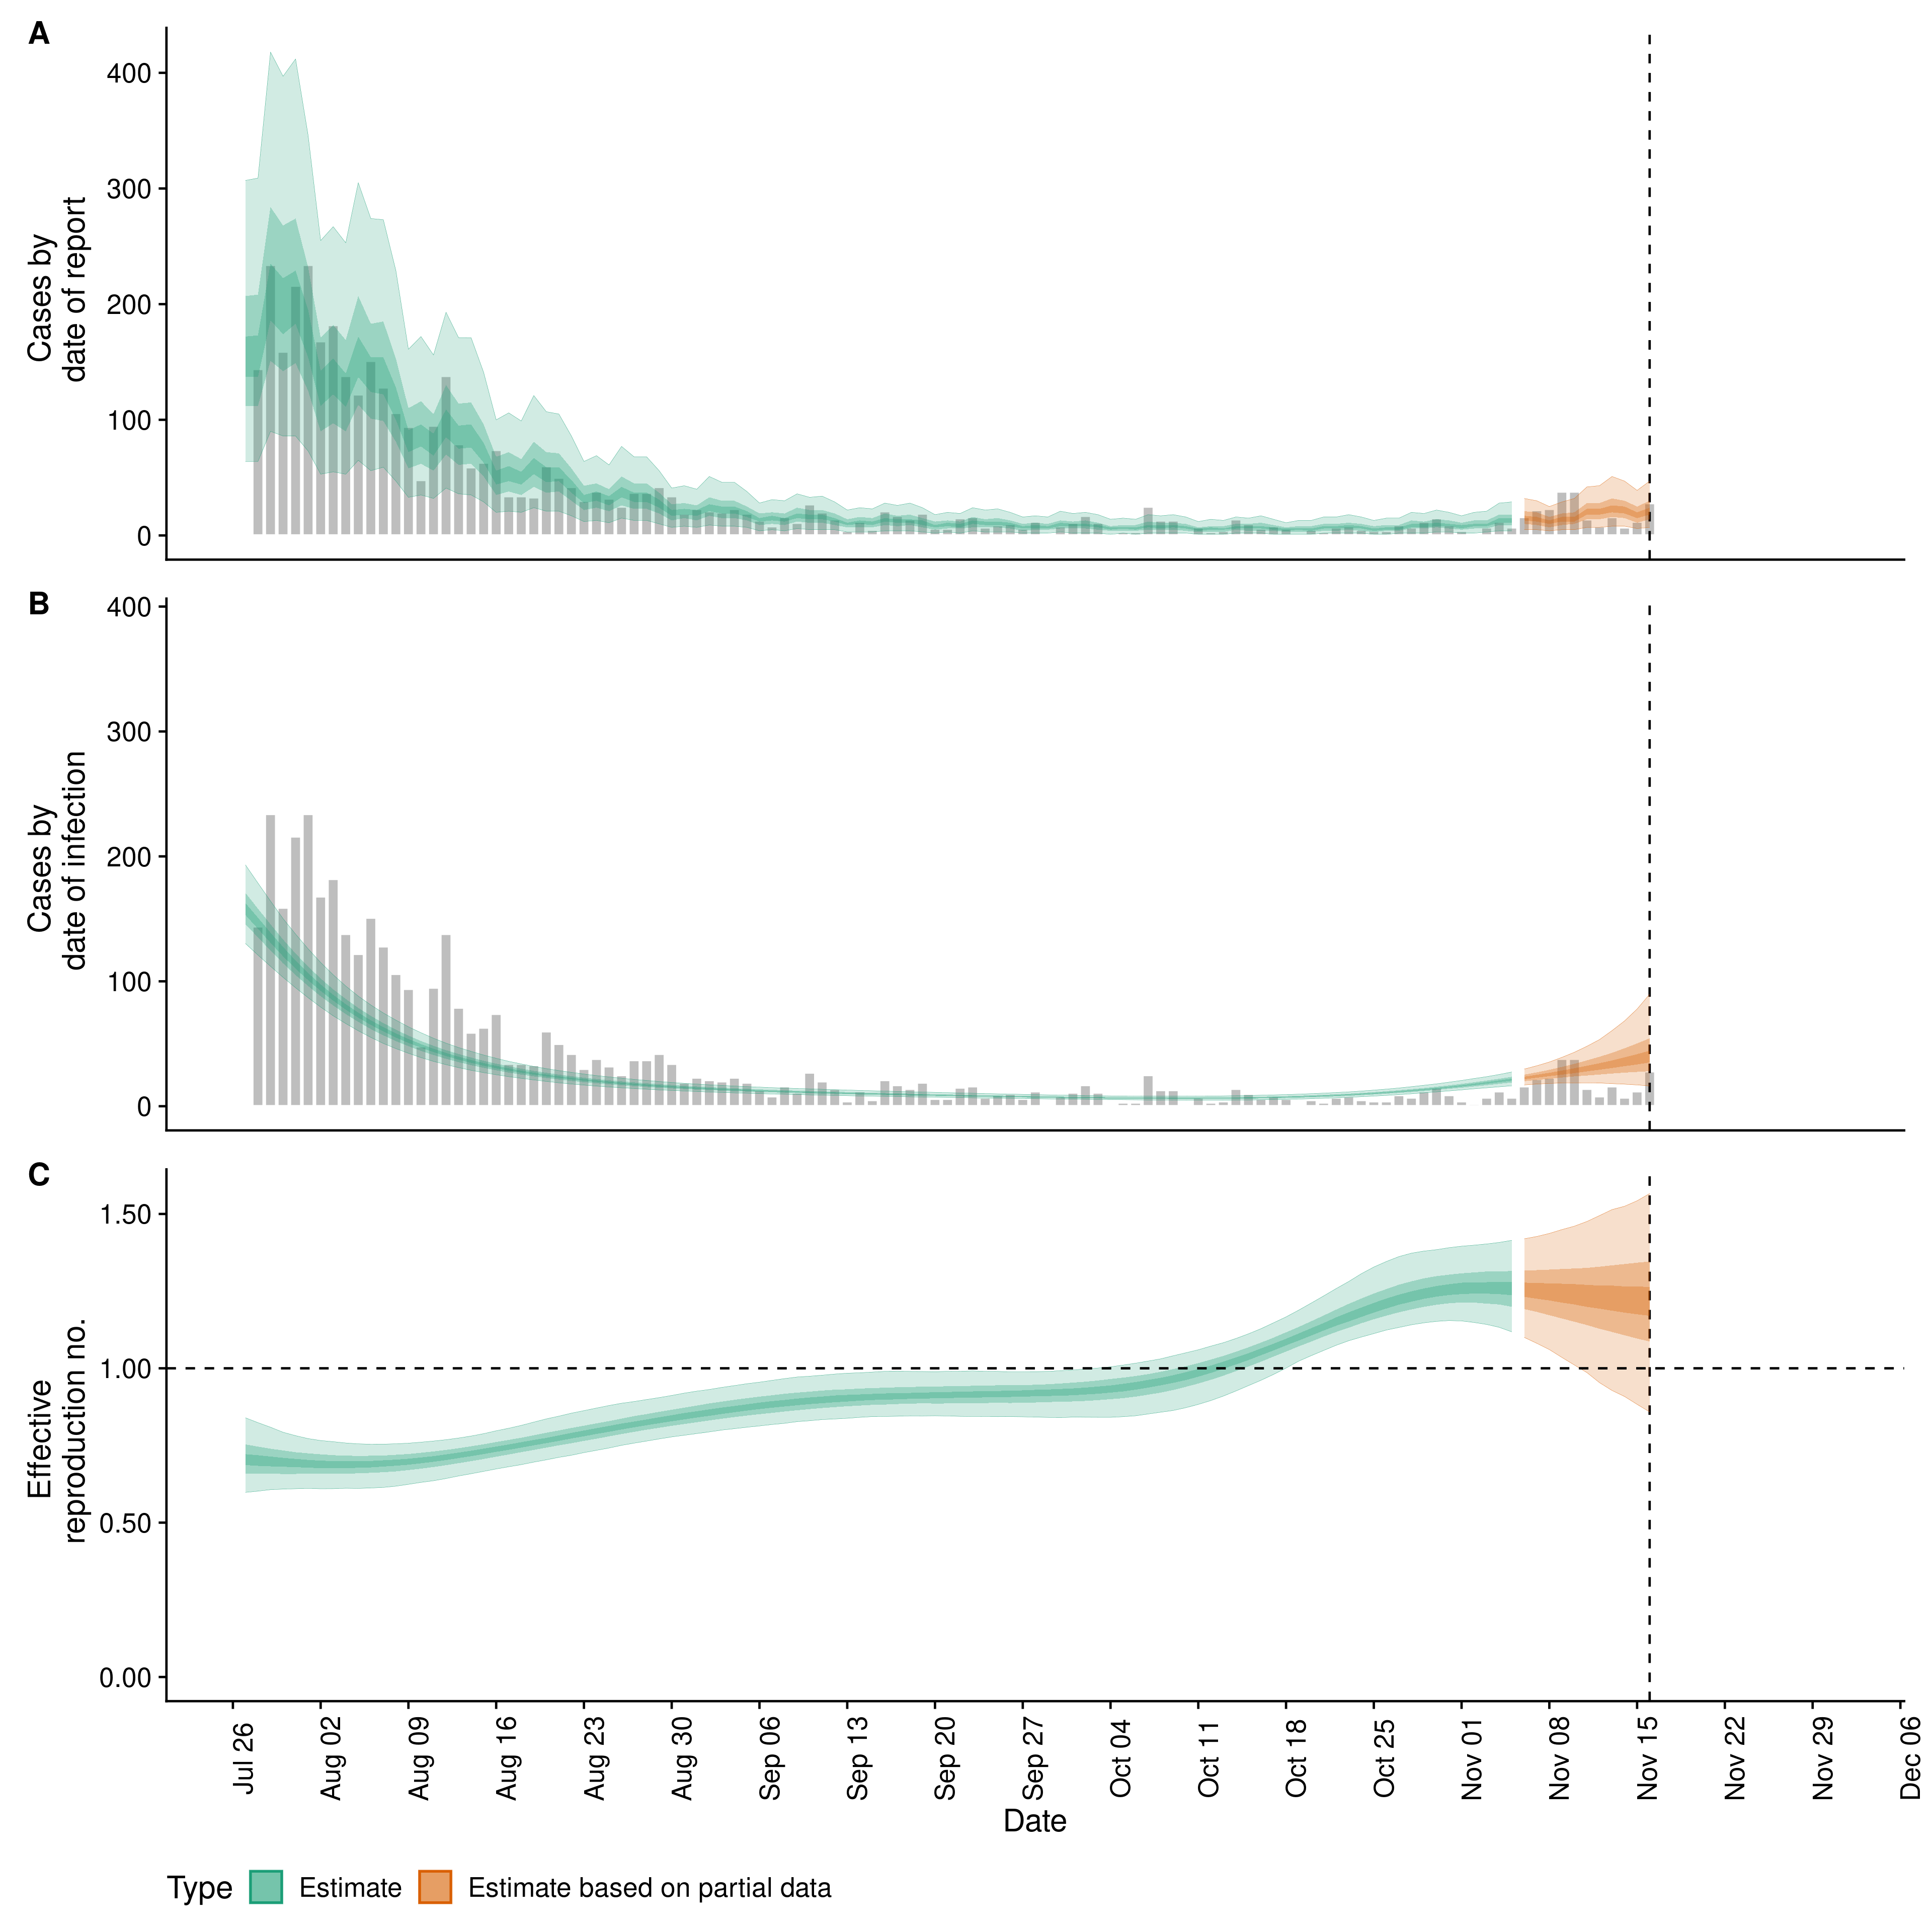 A
400
300
200
100
0
Cases by
date of report
B
400
300
200
100
0
Cases by
date of infection
C
1.50
1.00
0.50
0.00
Effective
reproduction no.
Jul 26
Aug 02
Aug 09
Aug 16
Aug 23
Aug 30
Sep 06
Sep 13
Sep 20
Sep 27
Oct 04
Oct 11
Oct 18
Oct 25
Nov 01
Nov 08
Nov 15
Nov 22
Nov 29
Dec 06
Date
Type Estimate Estimate based on partial data